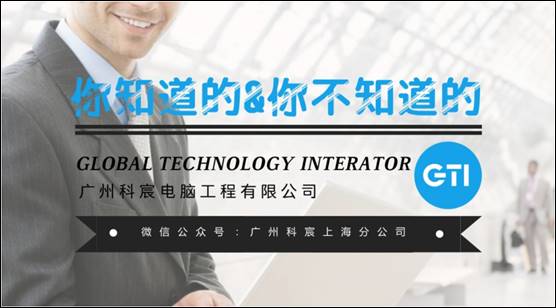 你知道的&你不知道的
GLOBAL TECHNOLOGY INTERATOR
GTI
广州科宸电脑工程有限公司
微信公众号：广州科宸上海分公司